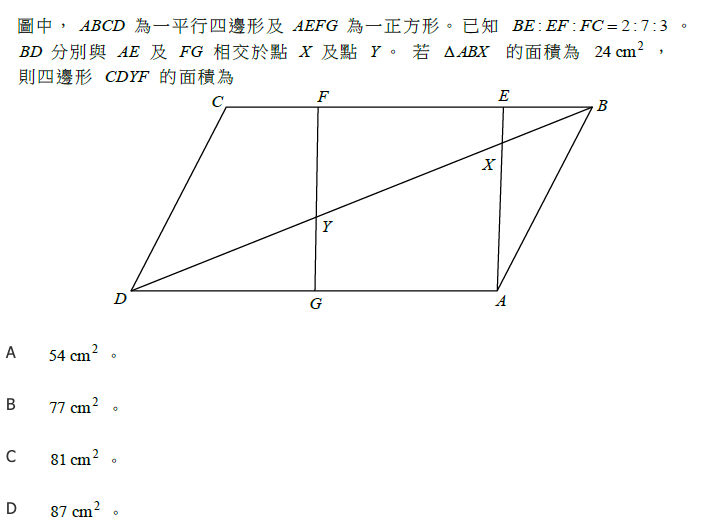 圖中，ABCD 為一平行四邊形及 AEFG 為一正方形。已知 BE:EF:FC=2:7:3 。
BD 分別與 AE 及 FG 相交於點 X 及點 Y 。 若 ΔABX 的面積為 24 cm² ，
則四邊形 CDYF 的面積為
C F E B
X
Y
D G A
A 54 cm² 。
B 77 cm² 。
C 81 cm² 。
D 87 cm² 。